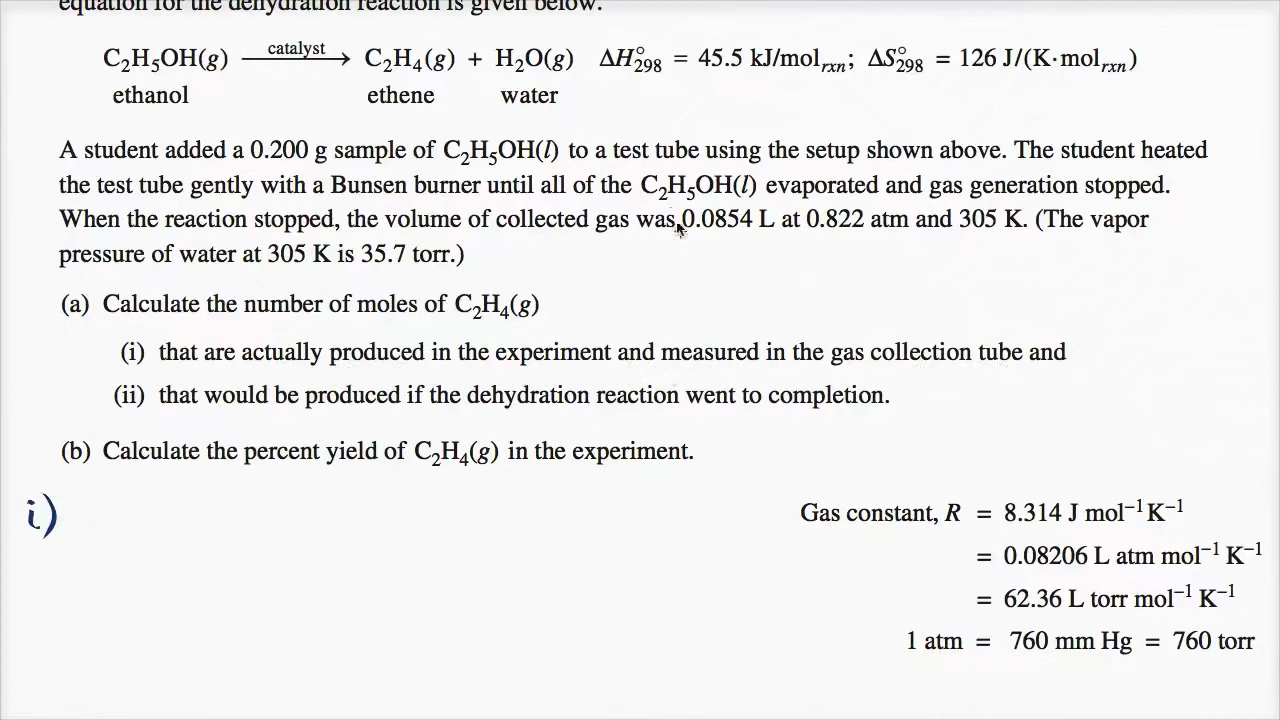 equation for the dehydration reaction is given below.
C₂H₅OH(g) —catalyst→ C₂H₄(g) + H₂O(g) ΔH°₂₉₈ = 45.5 kJ/mol_rxn; ΔS°₂₉₈ = 126 J/(K·mol_rxn)
ethanol ethene water
A student added a 0.200 g sample of C₂H₅OH(l) to a test tube using the setup shown above. The student heated
the test tube gently with a Bunsen burner until all of the C₂H₅OH(l) evaporated and gas generation stopped.
When the reaction stopped, the volume of collected gas was 0.0854 L at 0.822 atm and 305 K. (The vapor
pressure of water at 305 K is 35.7 torr.)
(a) Calculate the number of moles of C₂H₄(g)
(i) that are actually produced in the experiment and measured in the gas collection tube and
(ii) that would be produced if the dehydration reaction went to completion.
(b) Calculate the percent yield of C₂H₄(g) in the experiment.
i)
Gas constant, R = 8.314 J mol⁻¹ K⁻¹
= 0.08206 L atm mol⁻¹ K⁻¹
= 62.36 L torr mol⁻¹ K⁻¹
1 atm = 760 mm Hg = 760 torr